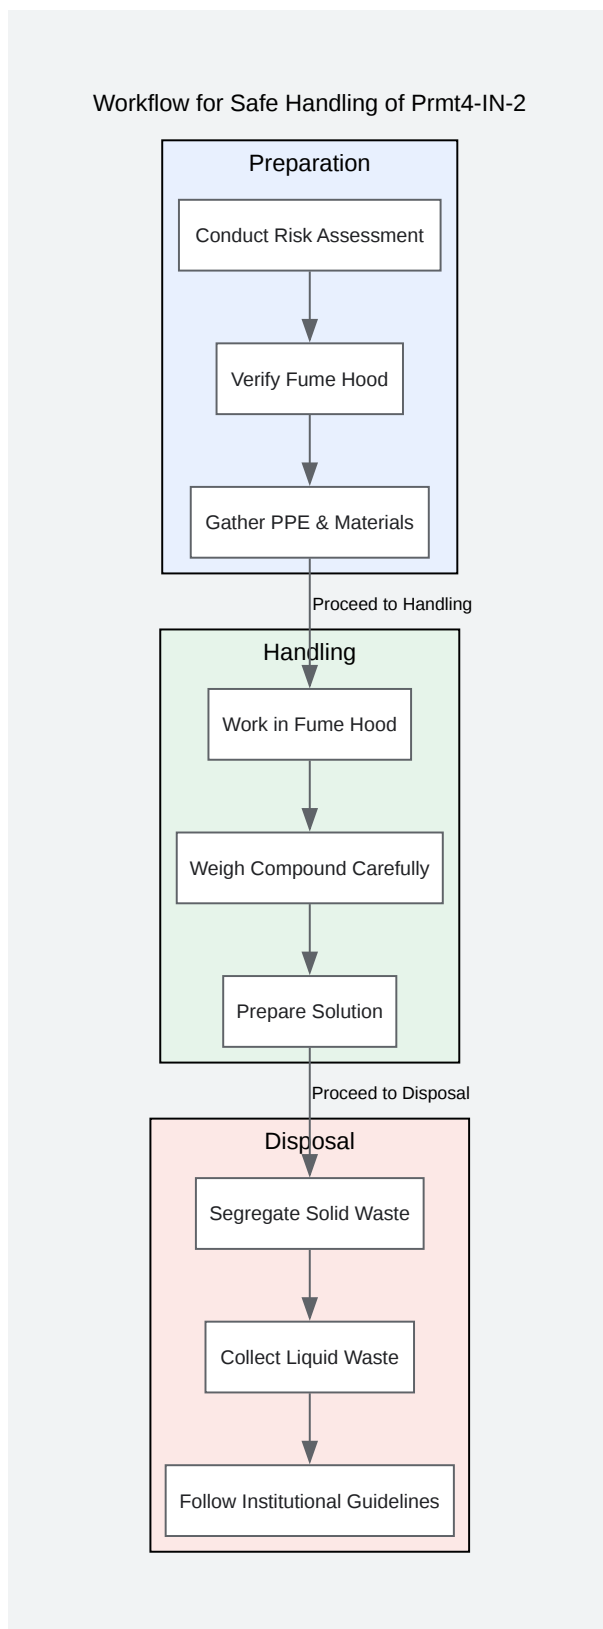 Workflow for Safe Handling of Prmt4-IN-2
Preparation
Conduct Risk Assessment
Verify Fume Hood
Gather PPE & Materials
Proceed to Handling
Handling
Work in Fume Hood
Weigh Compound Carefully
Prepare Solution
Proceed to Disposal
Disposal
Segregate Solid Waste
Collect Liquid Waste
Follow Institutional Guidelines